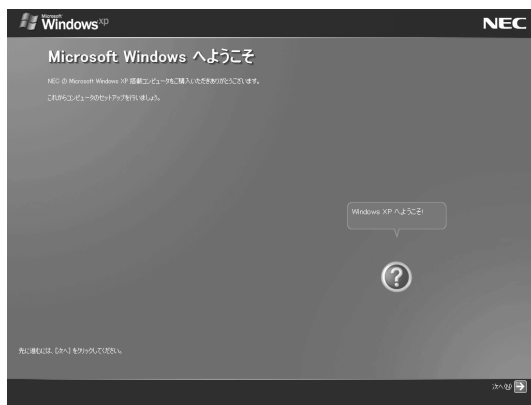 Microsoft
Windows xp
NEC
Microsoft Windows へようこそ
NEC の Microsoft Windows XP 搭載コンピュータをご購入いただきありがとうございます。
これからコンピュータのセットアップを行いましょう。
Windows XP へようこそ!
?
先に進むには、[次へ] をクリックしてください。
次へ(N)